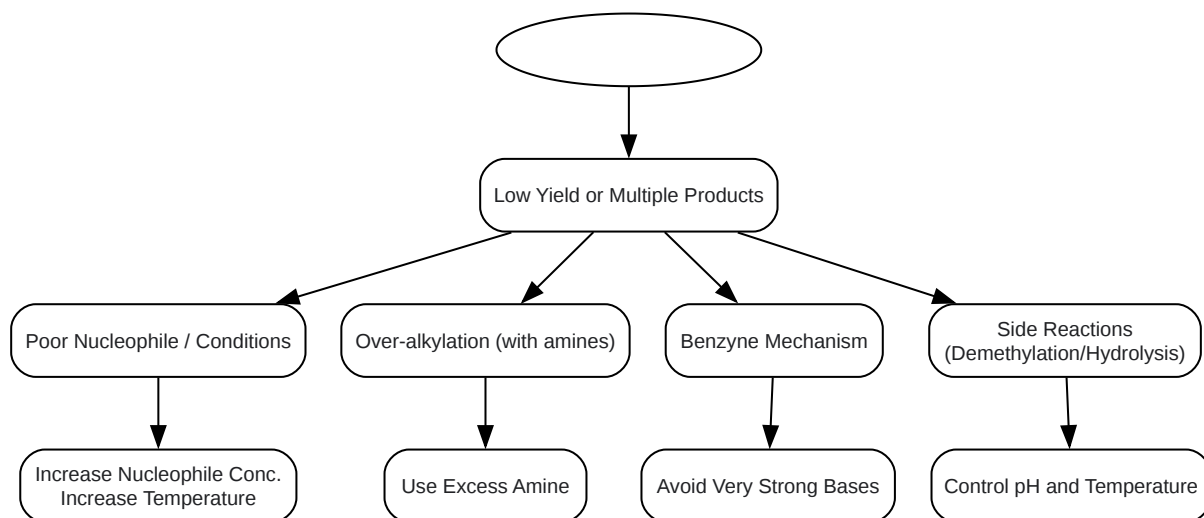 Low Yield or Multiple Products
Poor Nucleophile / Conditions
Over-alkylation (with amines)
Benzyne Mechanism
Side Reactions
(Demethylation/Hydrolysis)
Increase Nucleophile Conc.
Increase Temperature
Use Excess Amine
Avoid Very Strong Bases
Control pH and Temperature